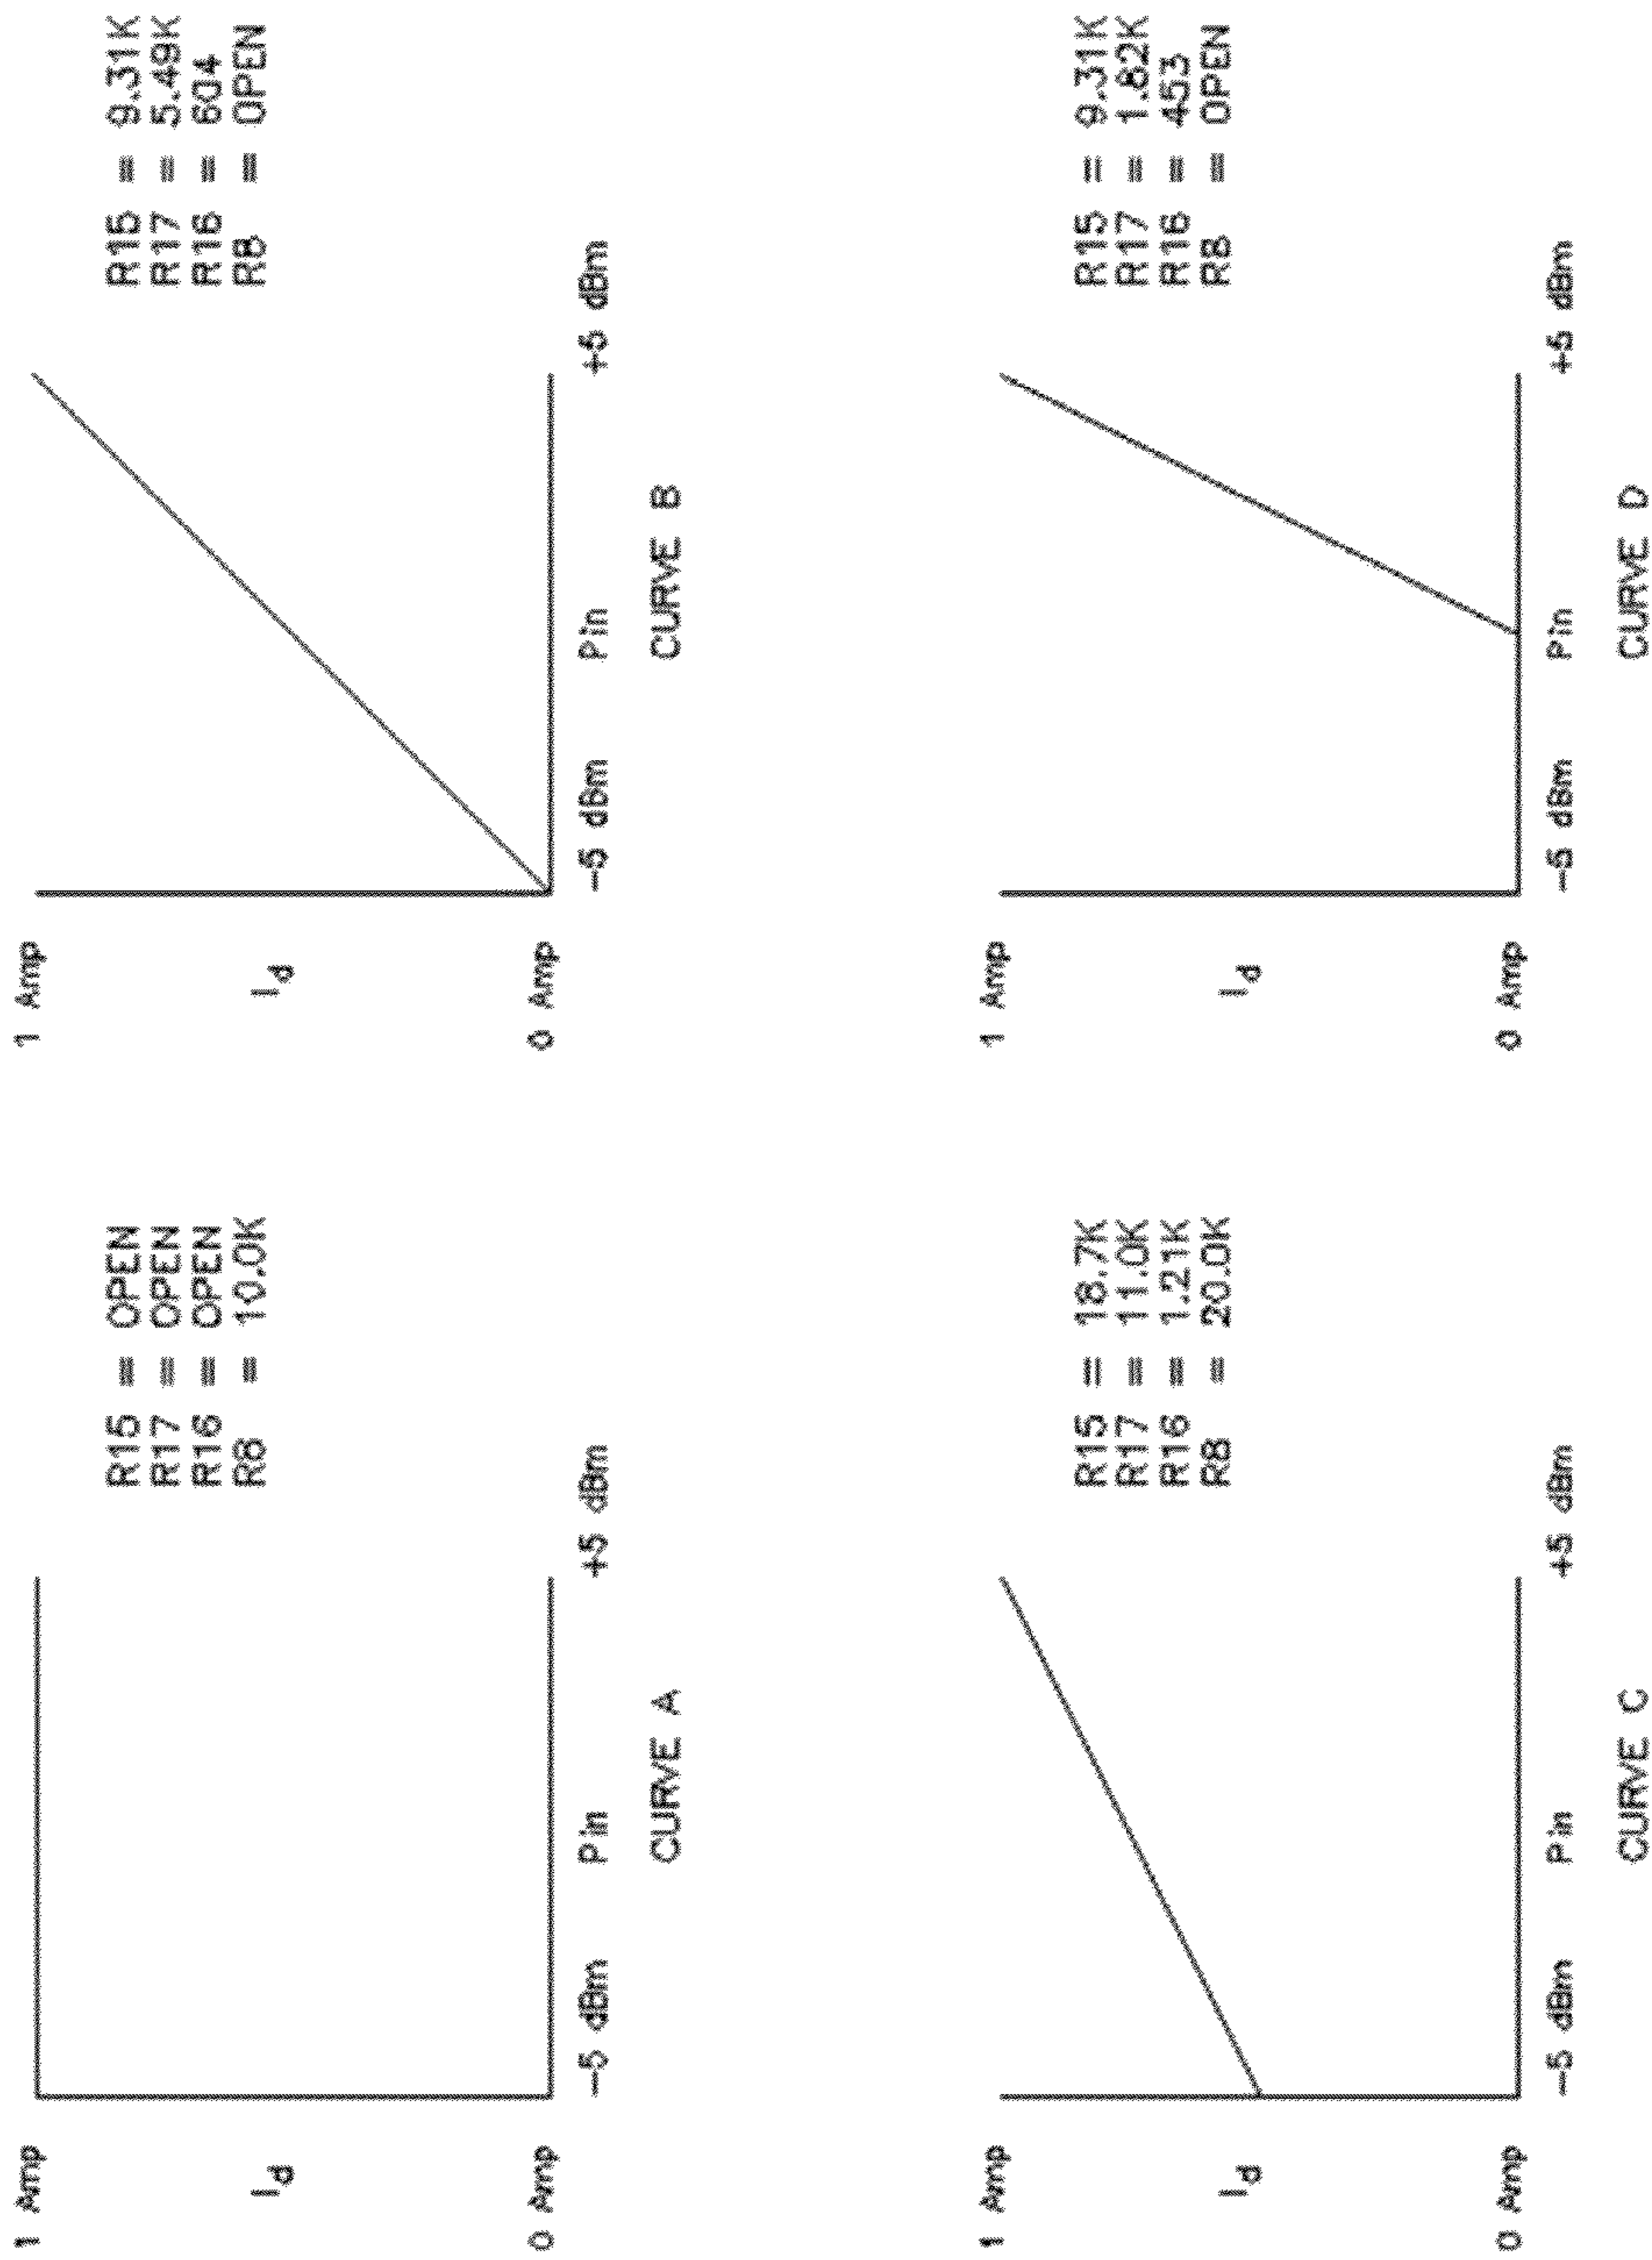 1 Amp
I_d
0 Amp
-5 dBm
Pin
+5 dBm
R15 = OPEN
R17 = OPEN
R16 = OPEN
R8 = 10.0K
CURVE A
1 Amp
I_d
0 Amp
-5 dBm
Pin
+5 dBm
R15 = 9.31K
R17 = 5.49K
R16 = 604
R8 = OPEN
CURVE B
1 Amp
I_d
0 Amp
-5 dBm
Pin
+5 dBm
R15 = 18.7K
R17 = 11.0K
R16 = 1.21K
R8 = 20.0K
CURVE C
1 Amp
I_d
0 Amp
-5 dBm
Pin
+5 dBm
R15 = 9.31K
R17 = 1.82K
R16 = 453
R8 = OPEN
CURVE D